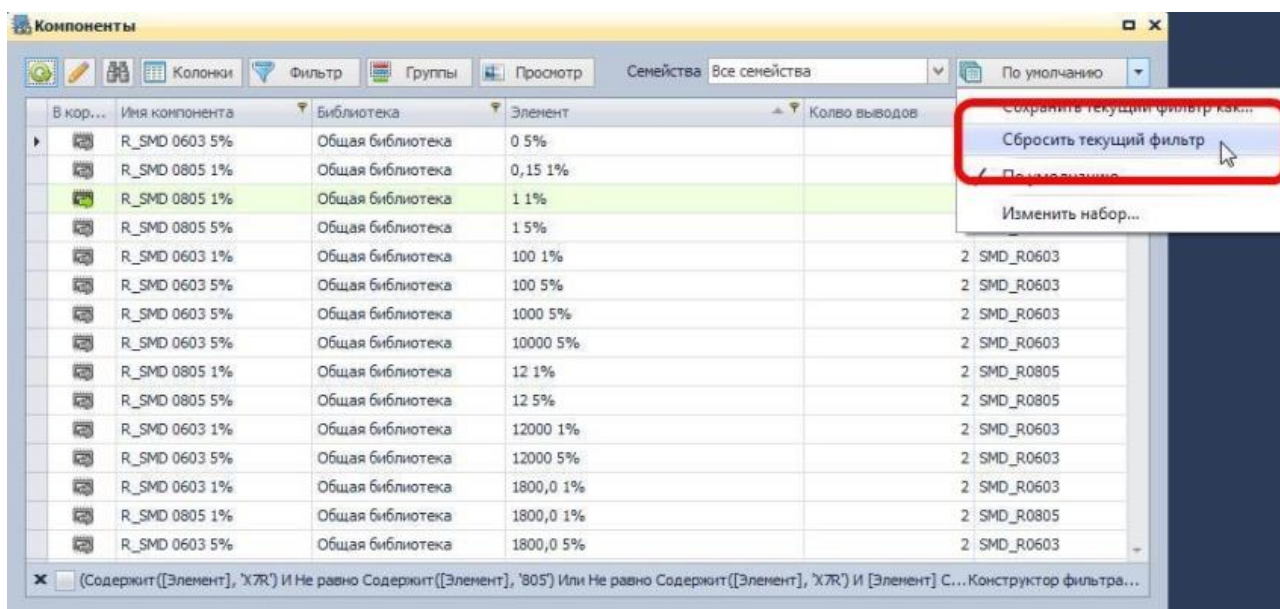 Компоненты
Колонки Фильтр Группы Просмотр Семейства Все семейства По умолчанию
В кор... Имя компонента Библиотека Элемент Колво выводов
Сохранить текущий фильтр как...
Сбросить текущий фильтр
По умолчанию
Изменить набор...
R_SMD 0603 5% Общая библиотека 0 5%
R_SMD 0805 1% Общая библиотека 0,15 1%
R_SMD 0805 1% Общая библиотека 1 1%
R_SMD 0805 5% Общая библиотека 1 5%
R_SMD 0603 1% Общая библиотека 100 1% 2 SMD_R0603
R_SMD 0603 5% Общая библиотека 100 5% 2 SMD_R0603
R_SMD 0603 5% Общая библиотека 1000 5% 2 SMD_R0603
R_SMD 0603 5% Общая библиотека 10000 5% 2 SMD_R0603
R_SMD 0805 1% Общая библиотека 12 1% 2 SMD_R0805
R_SMD 0805 5% Общая библиотека 12 5% 2 SMD_R0805
R_SMD 0603 1% Общая библиотека 12000 1% 2 SMD_R0603
R_SMD 0603 5% Общая библиотека 12000 5% 2 SMD_R0603
R_SMD 0603 1% Общая библиотека 1800,0 1% 2 SMD_R0603
R_SMD 0805 1% Общая библиотека 1800,0 1% 2 SMD_R0805
R_SMD 0603 5% Общая библиотека 1800,0 5% 2 SMD_R0603
(Содержит([Элемент], 'X7R') И Не равно Содержит([Элемент], '805') Или Не равно Содержит([Элемент], 'X7R') И [Элемент] С... Конструктор фильтра...